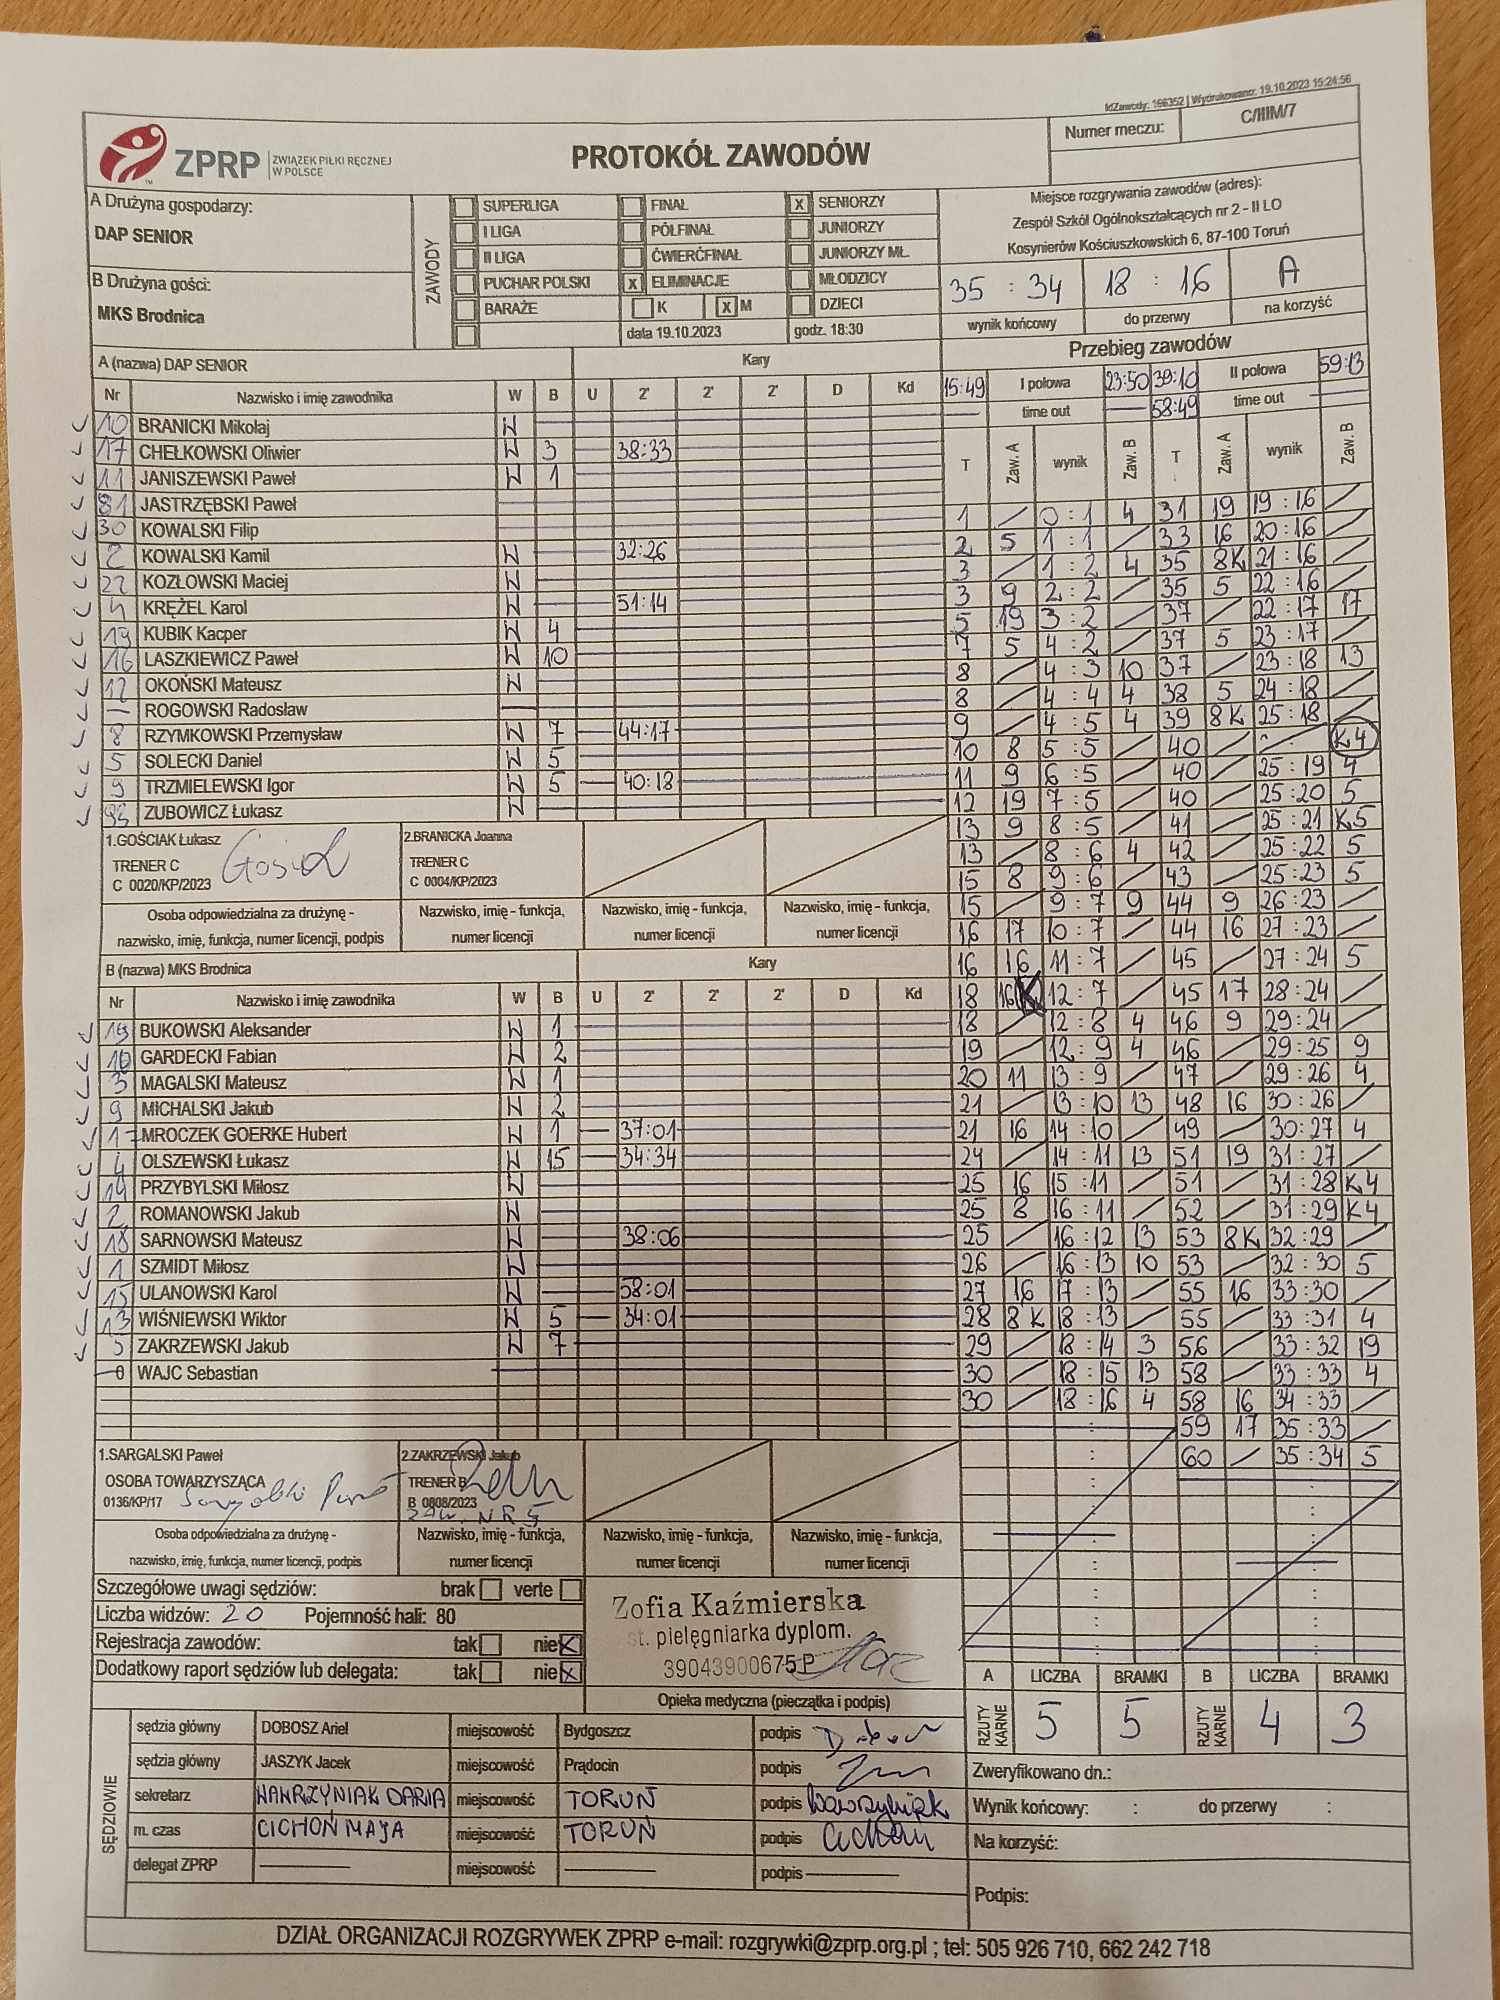 IdZawody: 196352 | Wydrukowano: 19.10.2023 15:24:56
ZPRP ZWIĄZEK PIŁKI RĘCZNEJ W POLSCE
PROTOKÓŁ ZAWODÓW
Numer meczu: C/IIIM/7
A Drużyna gospodarzy:
DAP SENIOR
B Drużyna gości:
MKS Brodnica
ZAWODY
SUPERLIGA
I LIGA
II LIGA
PUCHAR POLSKI
BARAŻE
FINAŁ
PÓŁFINAŁ
ĆWIERĆFINAŁ
X ELIMINACJE
K X M
data 19.10.2023
X SENIORZY
JUNIORZY
JUNIORZY MŁ.
MŁODZICY
DZIECI
godz. 18:30
Miejsce rozgrywania zawodów (adres):
Zespół Szkół Ogólnokształcących nr 2 - II LO
Kosynierów Kościuszkowskich 6, 87-100 Toruń
35 : 34 18 : 16 A
wynik końcowy do przerwy na korzyść
A (nazwa) DAP SENIOR Kary
Nr Nazwisko i imię zawodnika W B U 2' 2' 2' D Kd
10 BRANICKI Mikołaj W
17 CHEŁKOWSKI Oliwier W 3 38:33
11 JANISZEWSKI Paweł W 1
81 JASTRZĘBSKI Paweł
30 KOWALSKI Filip
2 KOWALSKI Kamil W 32:26
22 KOZŁOWSKI Maciej W
4 KRĘŻEL Karol W 51:14
19 KUBIK Kacper W 4
16 LASZKIEWICZ Paweł W 10
12 OKOŃSKI Mateusz W
— ROGOWSKI Radosław
8 RZYMKOWSKI Przemysław W 7 44:17
5 SOLECKI Daniel W 5
9 TRZMIELEWSKI Igor W 5 40:18
ZUBOWICZ Łukasz W
1.GOŚCIAK Łukasz
TRENER C
C 0020/KP/2023
2.BRANICKA Joanna
TRENER C
C 0004/KP/2023
Osoba odpowiedzialna za drużynę -
nazwisko, imię, funkcja, numer licencji, podpis
Nazwisko, imię - funkcja,
numer licencji
Nazwisko, imię - funkcja,
numer licencji
Nazwisko, imię - funkcja,
numer licencji
B (nazwa) MKS Brodnica Kary
Nr Nazwisko i imię zawodnika W B U 2' 2' 2' D Kd
19 BUKOWSKI Aleksander W 1
10 GARDECKI Fabian W 2
3 MAGALSKI Mateusz W 1
9 MICHALSKI Jakub W 2
17 MROCZEK GOERKE Hubert W 1 37:01
4 OLSZEWSKI Łukasz W 15 34:34
14 PRZYBYLSKI Miłosz W
2 ROMANOWSKI Jakub W
18 SARNOWSKI Mateusz W 38:06
1 SZMIDT Miłosz W
15 ULANOWSKI Karol W 58:01
13 WIŚNIEWSKI Wiktor W 5 34:01
5 ZAKRZEWSKI Jakub W 7
0 WAJC Sebastian
1.SARGALSKI Paweł
OSOBA TOWARZYSZĄCA
0136/KP/17
2.ZAKRZEWSKI Jakub
TRENER B
B 0808/2023
ZAW. NR 5
Osoba odpowiedzialna za drużynę -
nazwisko, imię, funkcja, numer licencji, podpis
Nazwisko, imię - funkcja,
numer licencji
Nazwisko, imię - funkcja,
numer licencji
Nazwisko, imię - funkcja,
numer licencji
Przebieg zawodów
15:49 I połowa 23:50 39:10 II połowa 59:13
— time out — 58:49 time out —
T Zaw. A wynik Zaw. B T Zaw. A wynik Zaw. B
1 / 0 : 1 4 31 19 19 : 16 /
2 5 1 : 1 / 33 16 20 : 16 /
3 / 1 : 2 4 35 8K 21 : 16 /
3 9 2 : 2 / 35 5 22 : 16 /
5 19 3 : 2 / 37 / 22 : 17 17
7 5 4 : 2 / 37 5 23 : 17 /
8 / 4 : 3 10 37 / 23 : 18 13
8 / 4 : 4 4 38 5 24 : 18 /
9 / 4 : 5 4 39 8K 25 : 18 /
10 8 5 : 5 / 40 / - : - K4
11 9 6 : 5 / 40 / 25 : 19 4
12 19 7 : 5 / 40 / 25 : 20 5
13 9 8 : 5 / 41 / 25 : 21 K5
13 / 8 : 6 4 42 / 25 : 22 5
15 8 9 : 6 / 43 / 25 : 23 5
15 / 9 : 7 9 44 9 26 : 23 /
16 17 10 : 7 / 44 16 27 : 23 /
16 16 11 : 7 / 45 / 27 : 24 5
18 16 12 : 7 / 45 17 28 : 24 /
18 / 12 : 8 4 46 9 29 : 24 /
19 / 12 : 9 4 46 / 29 : 25 9
20 11 13 : 9 / 47 / 29 : 26 4
21 / 13 : 10 13 48 16 30 : 26 /
21 16 14 : 10 / 49 / 30 : 27 4
24 / 14 : 11 13 51 19 31 : 27 /
25 16 15 : 11 / 51 / 31 : 28 K4
25 8 16 : 11 / 52 / 31 : 29 K4
25 / 16 : 12 13 53 8K 32 : 29 /
26 / 16 : 13 10 53 / 32 : 30 5
27 16 17 : 13 / 55 16 33 : 30 /
28 8K 18 : 13 / 55 / 33 : 31 4
29 / 18 : 14 3 56 / 33 : 32 19
30 / 18 : 15 13 58 / 33 : 33 4
30 / 18 : 16 4 58 16 34 : 33 /
59 17 35 : 33 /
60 / 35 : 34 5
Szczegółowe uwagi sędziów: brak verte
Liczba widzów: 20 Pojemność hali: 80
Rejestracja zawodów: tak nie X
Dodatkowy raport sędziów lub delegata: tak nie X
Zofia Kaźmierska
st. pielęgniarka dyplom.
39043900675P
Opieka medyczna (pieczątka i podpis)
A LICZBA BRAMKI B LICZBA BRAMKI
RZUTY KARNE 5 5 RZUTY KARNE 4 3
SĘDZIOWIE
sędzia główny DOBOSZ Ariel miejscowość Bydgoszcz podpis
sędzia główny JASZYK Jacek miejscowość Prądocin podpis
sekretarz WAWRZYNIAK DARIA miejscowość TORUŃ podpis Wawrzyniak
m. czas CICHOŃ MAJA miejscowość TORUŃ podpis Cichoń
delegat ZPRP — miejscowość — podpis —
Zweryfikowano dn.:
Wynik końcowy: : do przerwy :
Na korzyść:
Podpis:
DZIAŁ ORGANIZACJI ROZGRYWEK ZPRP e-mail: rozgrywki@zprp.org.pl ; tel: 505 926 710, 662 242 718